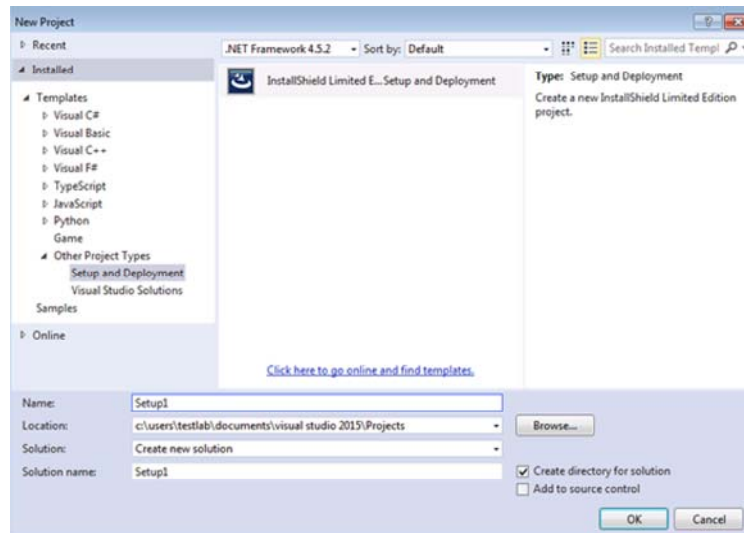 New Project
Recent
.NET Framework 4.5.2
Sort by: Default
Search Installed Templ
Installed
Templates
Visual C#
Visual Basic
Visual C++
Visual F#
TypeScript
JavaScript
Python
Game
Other Project Types
Setup and Deployment
Visual Studio Solutions
Samples
Online
InstallShield Limited E...Setup and Deployment
Type: Setup and Deployment
Create a new InstallShield Limited Edition
project.
Click here to go online and find templates.
Name: Setup1
Location: c:\users\testlab\documents\visual studio 2015\Projects
Browse...
Solution: Create new solution
Solution name: Setup1
Create directory for solution
Add to source control
OK Cancel